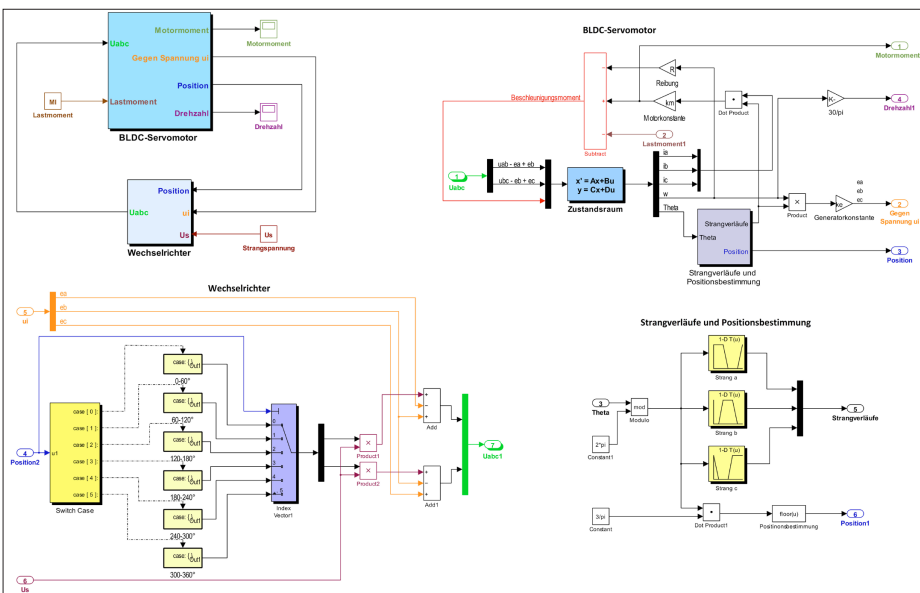 Motormoment
Uabc
Gegen Spannung ui
Position
Lastmoment
Drehzahl
BLDC-Servomotor
Ml
Lastmoment
Drehzahl
Position
Uabc
ui
Us
Wechselrichter
Us
Strangspannung
BLDC-Servomotor
1
Motormoment
R
Reibung
Beschleunigungsmoment
km
Motorkonstante
Dot Product
K-
30/pi
4
Drehzahl1
2
Lastmoment1
Subtract
1
Uabc
uab - ea + eb
ubc - eb + ec
x' = Ax+Bu
y = Cx+Du
Zustandsraum
ia
ib
ic
w
Theta
Strangverläufe
Theta
Position
Strangverläufe und
Positionsbestimmung
×
Product
ke
Generatorkonstante
ea
eb
ec
2
Gegen
Spannung ui
3
Position
Wechselrichter
5
ui
ea
eb
ec
4
Position2
u1
case [ 0 ]:
case [ 1 ]:
case [ 2 ]:
case [ 3 ]:
case [ 4 ]:
case [ 5 ]:
Switch Case
case: { } Out1
0-60°
case: { } Out1
60-120°
case: { } Out1
120-180°
case: { } Out1
180-240°
case: { } Out1
240-300°
case: { } Out1
300-360°
0
1
2
3
4
* , 5
Index
Vector1
×
Product1
×
Product2
+
−
+
Add
+
−
+
Add1
7
Uabc1
6
Us
Strangverläufe und Positionsbestimmung
3
Theta
2*pi
Constant1
mod
Modulo
1-D T(u)
Strang a
1-D T(u)
Strang b
1-D T(u)
Strang c
5
Strangverläufe
3/pi
Constant
Dot Product1
floor(u)
Positionsbestimmung
6
Position1